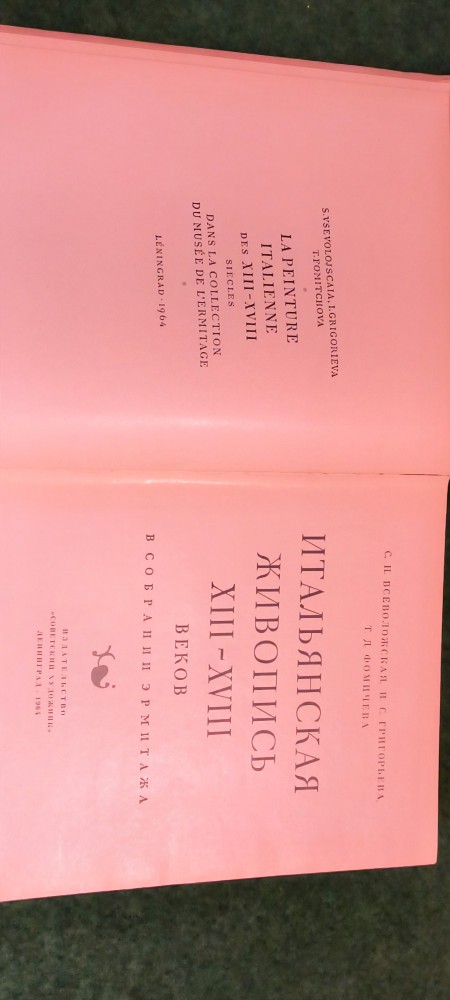 S.VSEVOLOJSCAIA, I.GRIGORIEVA
T.FOMITCHOVA
LA PEINTURE
ITALIENNE
DES XIII-XVIII
SIECLES
DANS LA COLLECTION
DU MUSÉE DE L'ERMITAGE
LÉNINGRAD · 1964
С. Н. ВСЕВОЛОЖСКАЯ, И. С. ГРИГОРЬЕВА,
Т. Д. ФОМИЧЕВА
ИТАЛЬЯНСКАЯ
ЖИВОПИСЬ
XIII - XVIII
ВЕКОВ
В СОБРАНИИ ЭРМИТАЖА
ИЗДАТЕЛЬСТВО
«СОВЕТСКИЙ ХУДОЖНИК»
ЛЕНИНГРАД · 1964